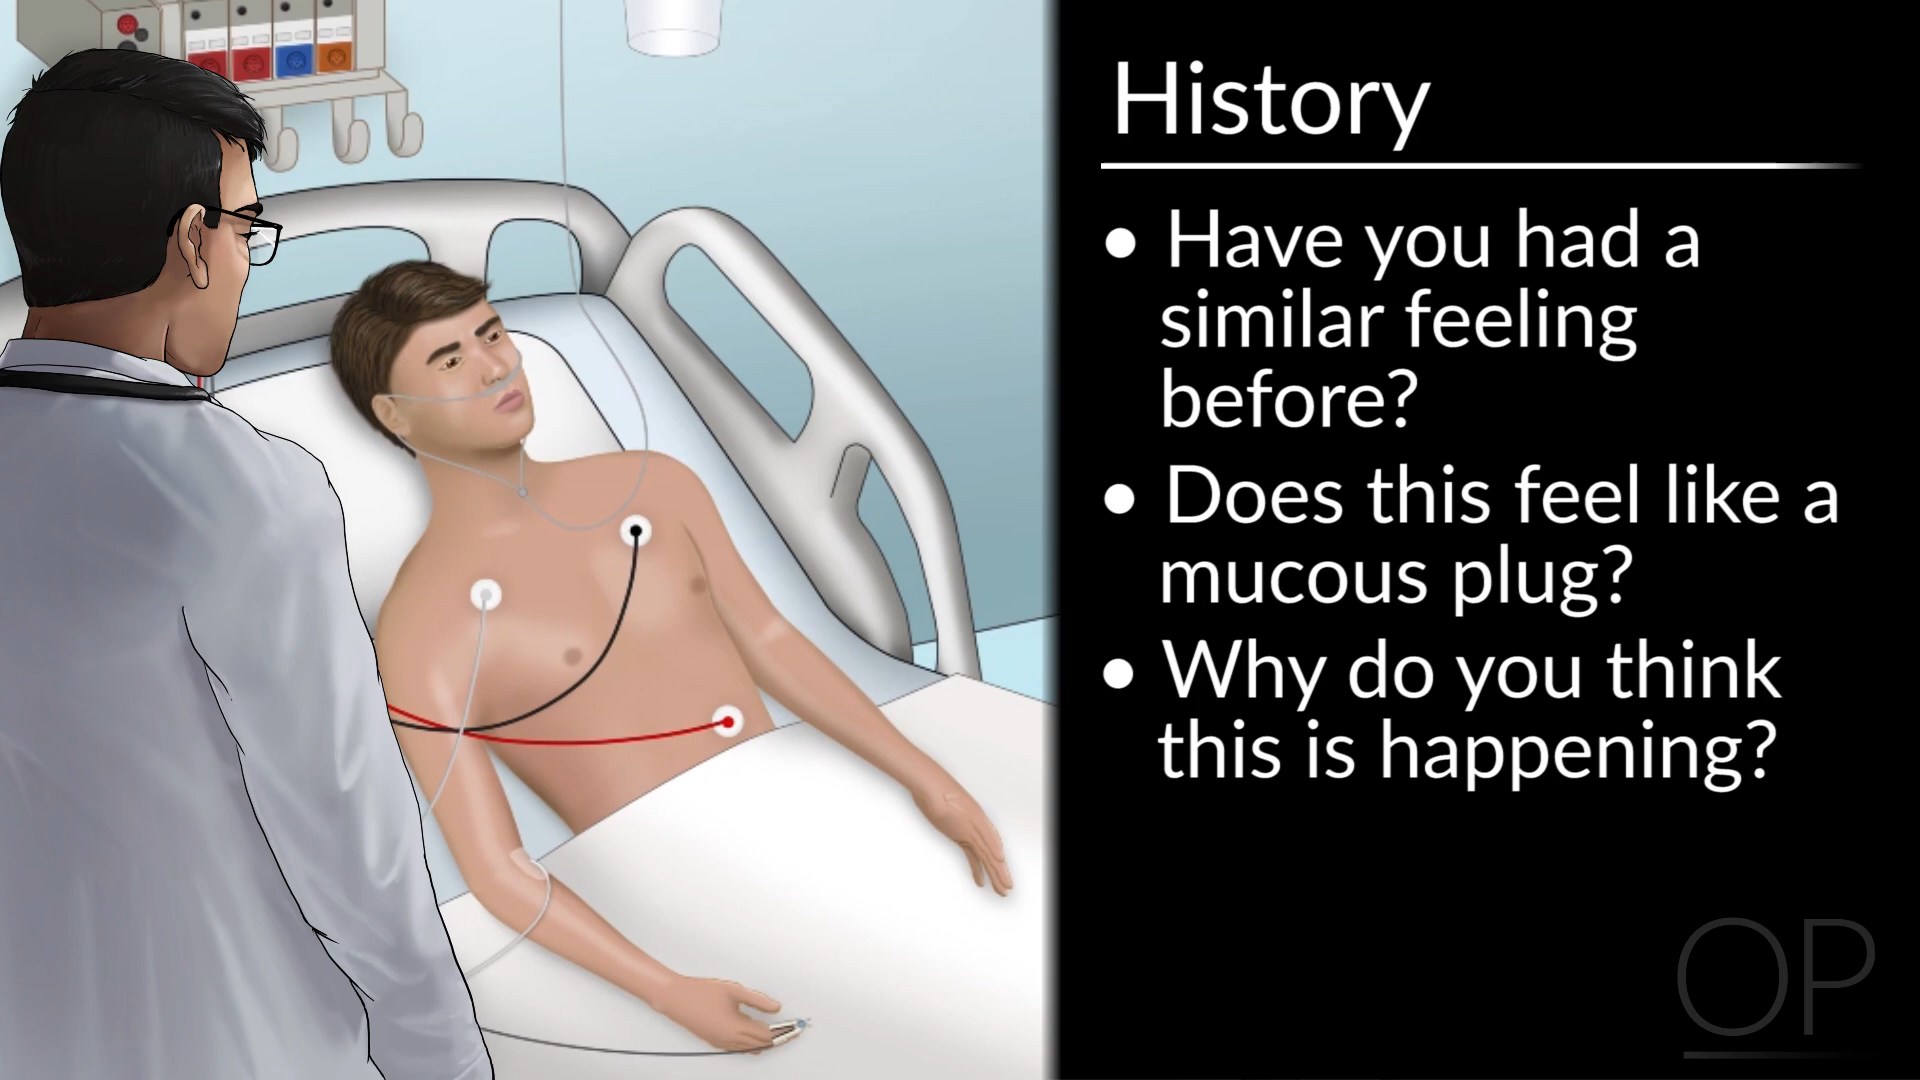 History
• Have you had a
similar feeling
before?
• Does this feel like a
mucous plug?
• Why do you think
this is happening?
OP